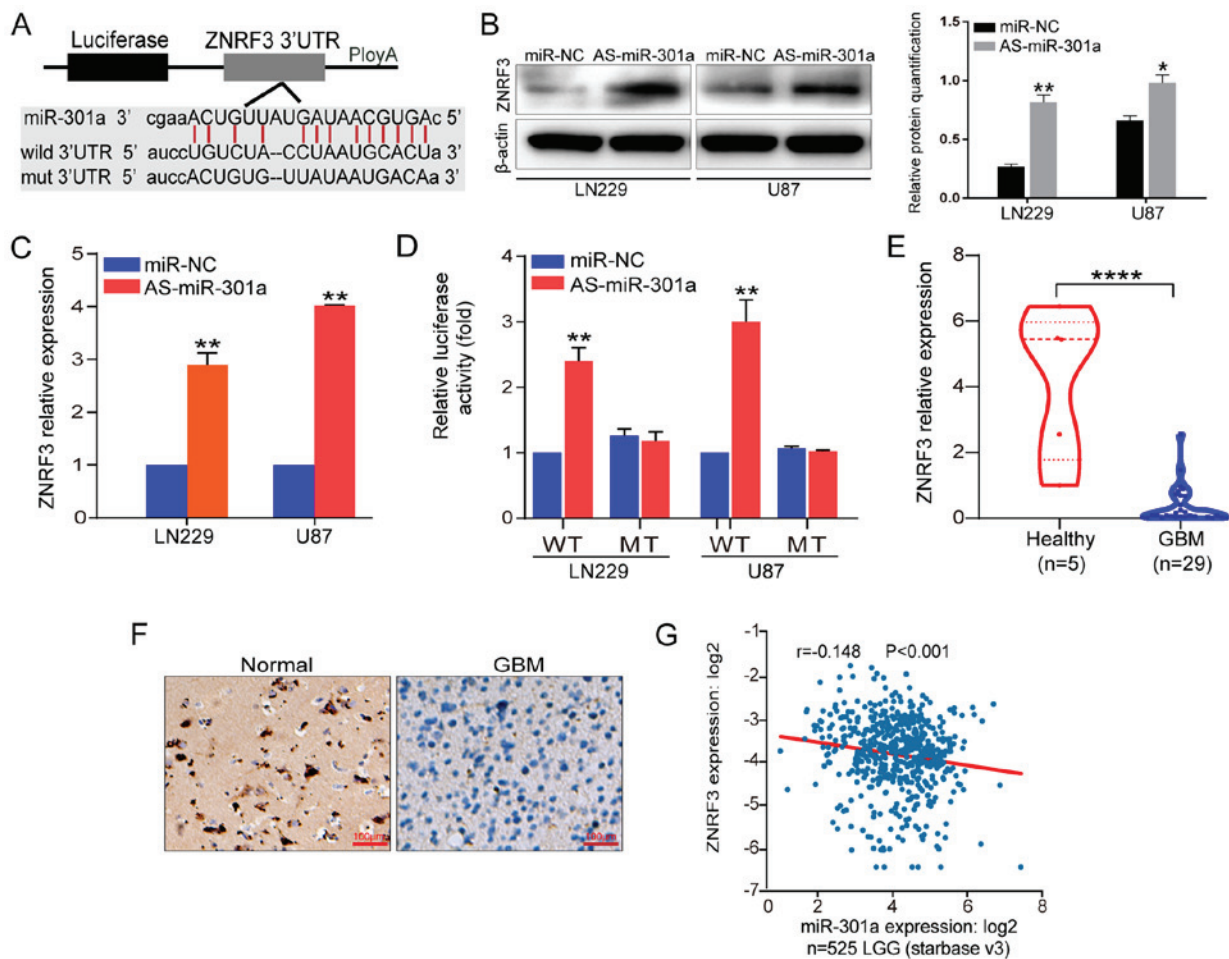 A
Luciferase
ZNRF3 3'UTR
PloyA
miR-301a 3' cgaaACUGUUAUGAUAACGUGAc 5'
wild 3'UTR 5' auccUGUCUA--CCUAAUGCACUa 3'
mut 3'UTR 5' auccACUGUG--UUAUAAUGACAa 3'
B
miR-NC AS-miR-301a miR-NC AS-miR-301a
ZNRF3
β-actin
LN229 U87
Relative protein quantification
1.5
1.0
0.5
0.0
miR-NC
AS-miR-301a
**
*
LN229 U87
C
ZNRF3 relative expression
5
4
3
2
1
0
miR-NC
AS-miR-301a
**
**
LN229 U87
D
Relative luciferase
activity (fold)
4
3
2
1
0
miR-NC
AS-miR-301a
**
**
WT MT WT MT
LN229 U87
E
ZNRF3 relative expression
8
6
4
2
0
****
Healthy GBM
(n=5) (n=29)
F
Normal GBM
100μm 100μm
G
ZNRF3 expression: log2
-1
-2
-3
-4
-5
-6
-7
r=-0.148 P<0.001
0 2 4 6 8
miR-301a expression: log2
n=525 LGG (starbase v3)